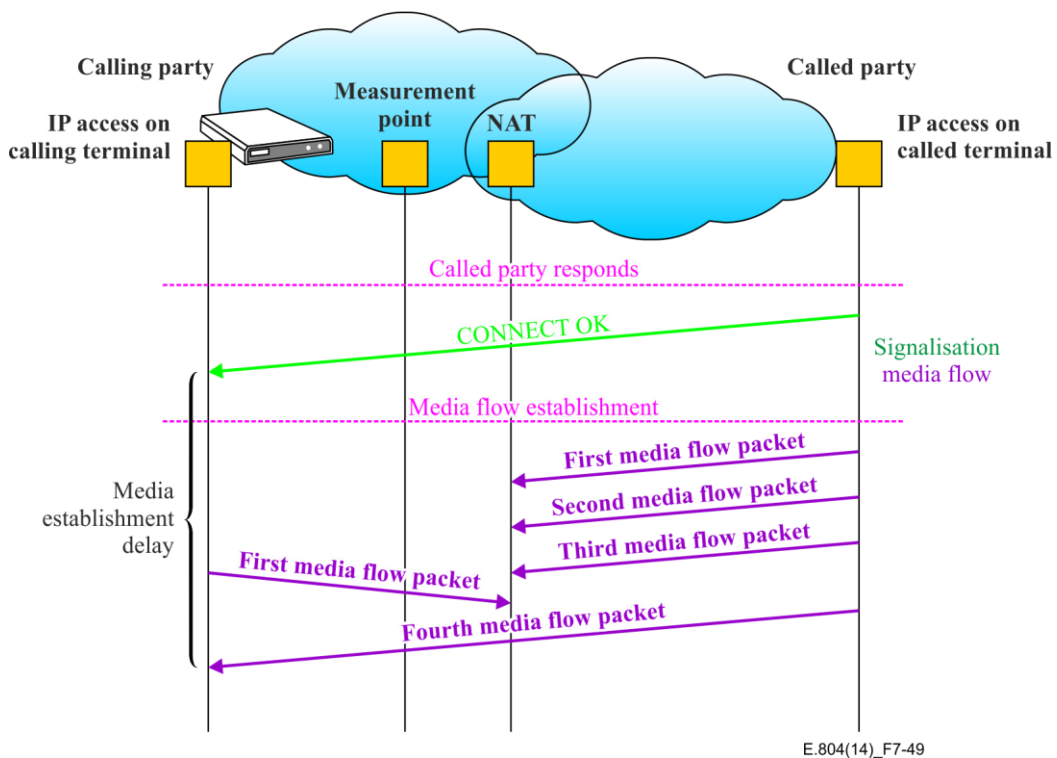 Calling party
Called party
Measurement
point
NAT
IP access on
calling terminal
IP access on
called terminal
Called party responds
CONNECT OK
Signalisation
media flow
Media flow establishment
First media flow packet
Second media flow packet
Third media flow packet
Media
establishment
delay
First media flow packet
Fourth media flow packet
E.804(14)_F7-49